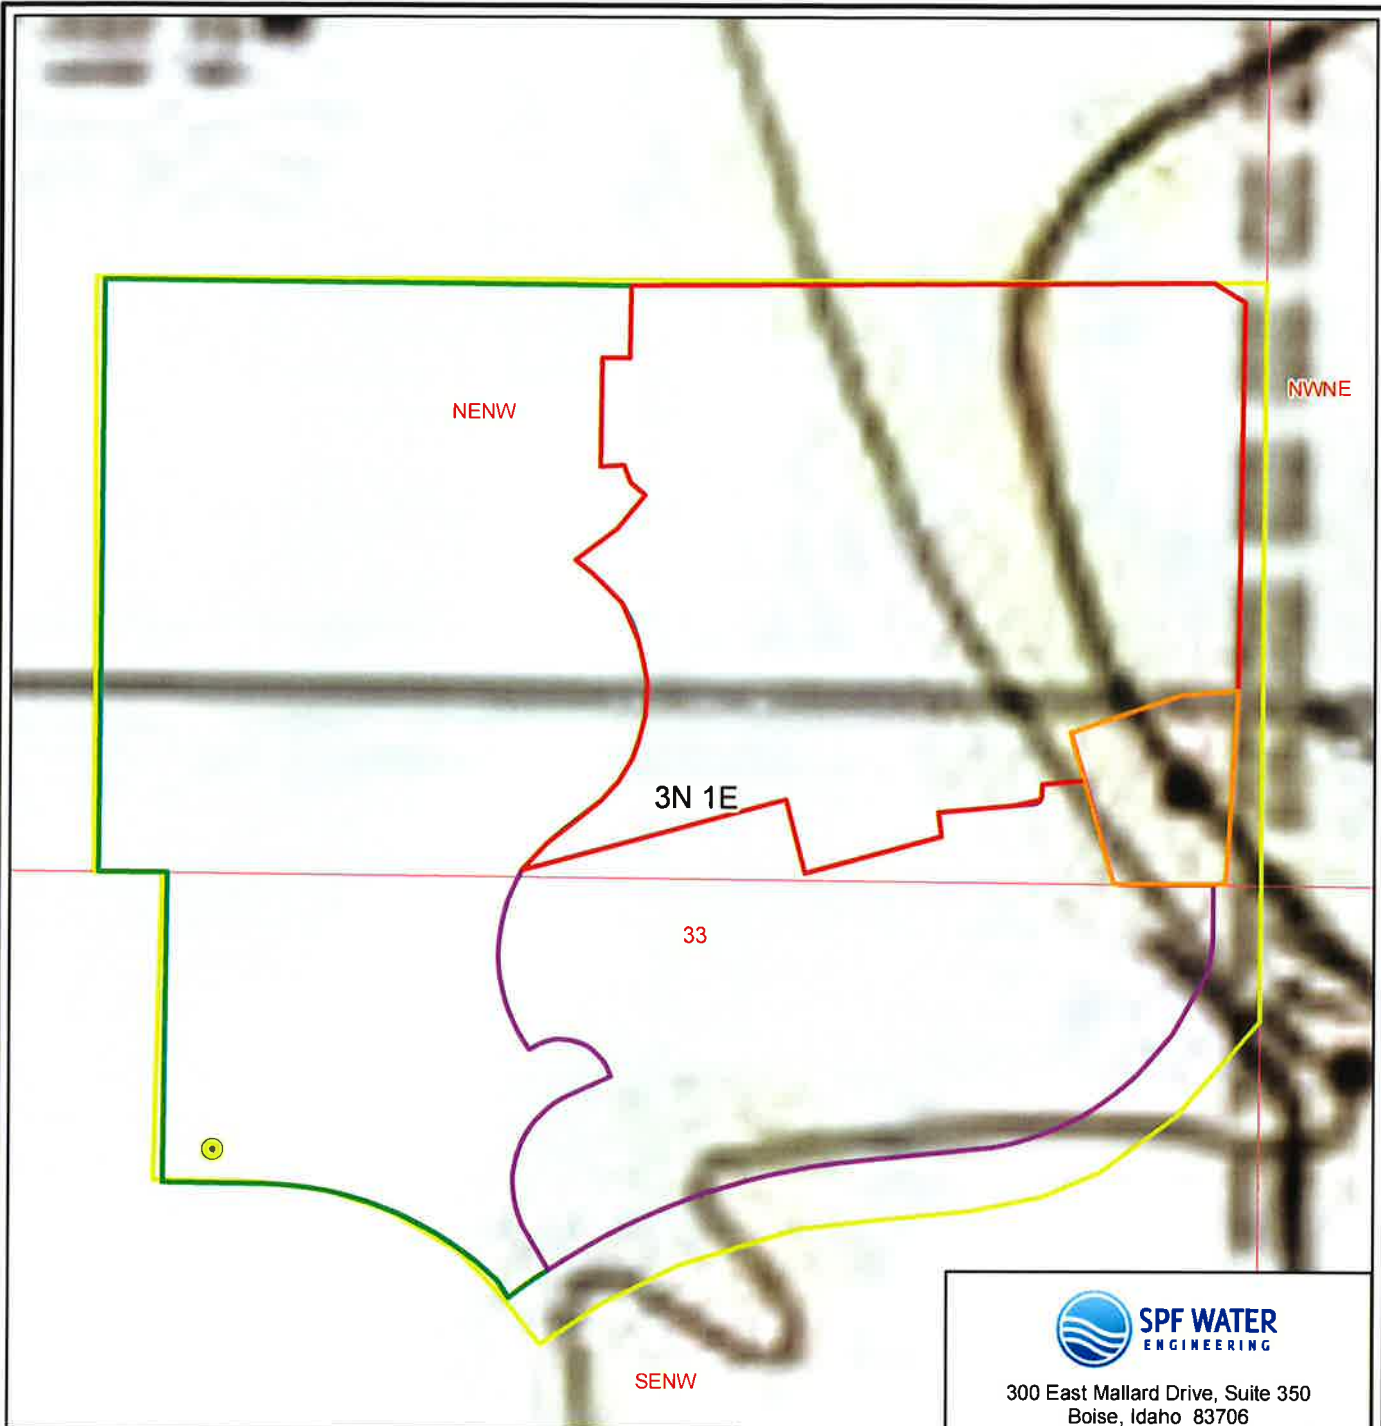 NENW
NWNE
3N 1E
33
SENW
SPF WATER
ENGINEERING
300 East Mallard Drive, Suite 350
Boise, Idaho 83706